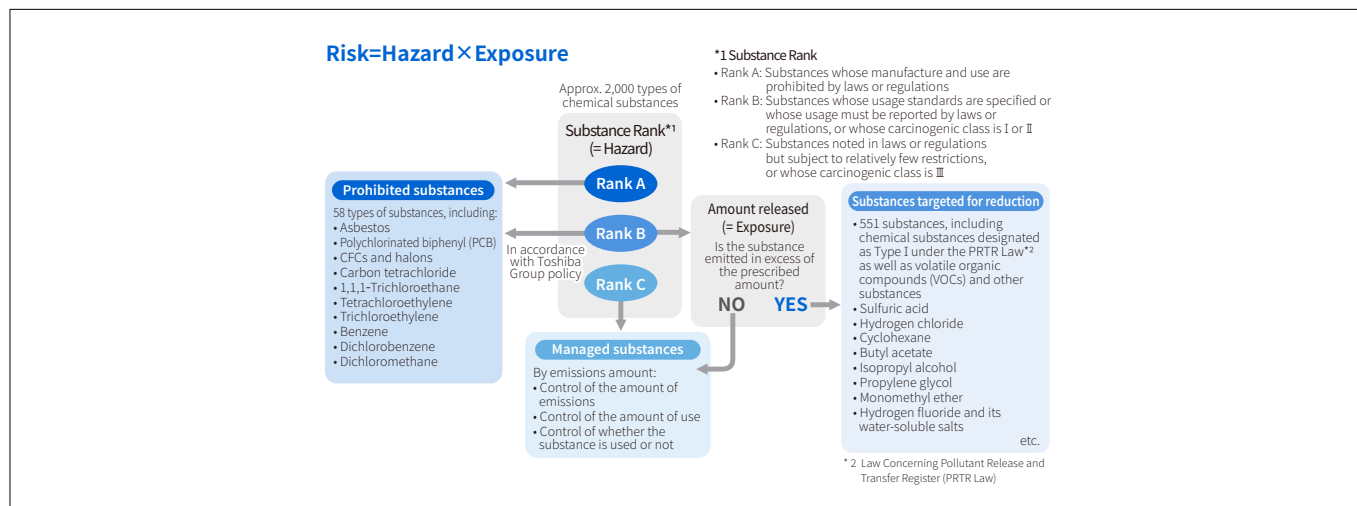 Risk=Hazard×Exposure
Approx. 2,000 types of
chemical substances
Substance Rank*1
(= Hazard)
Rank A
Rank B
Rank C
*1 Substance Rank
• Rank A: Substances whose manufacture and use are
prohibited by laws or regulations
• Rank B: Substances whose usage standards are specified or
whose usage must be reported by laws or
regulations, or whose carcinogenic class is Ⅰ or Ⅱ
• Rank C: Substances noted in laws or regulations
but subject to relatively few restrictions,
or whose carcinogenic class is Ⅲ
Prohibited substances
58 types of substances, including:
• Asbestos
• Polychlorinated biphenyl (PCB)
• CFCs and halons
• Carbon tetrachloride
• 1,1,1-Trichloroethane
• Tetrachloroethylene
• Trichloroethylene
• Benzene
• Dichlorobenzene
• Dichloromethane
In accordance
with Toshiba
Group policy
Amount released
(= Exposure)
Is the substance
emitted in excess of
the prescribed
amount?
NO YES
Managed substances
By emissions amount:
• Control of the amount of
emissions
• Control of the amount of use
• Control of whether the
substance is used or not
Substances targeted for reduction
• 551 substances, including
chemical substances designated
as Type I under the PRTR Law*2
as well as volatile organic
compounds (VOCs) and other
substances
• Sulfuric acid
• Hydrogen chloride
• Cyclohexane
• Butyl acetate
• Isopropyl alcohol
• Propylene glycol
• Monomethyl ether
• Hydrogen fluoride and its
water-soluble salts
etc.
* 2 Law Concerning Pollutant Release and
Transfer Register (PRTR Law)